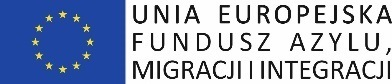 UNIA EUROPEJSKA
FUNDUSZ AZYLU,
MIGRACJI I INTEGRACJI